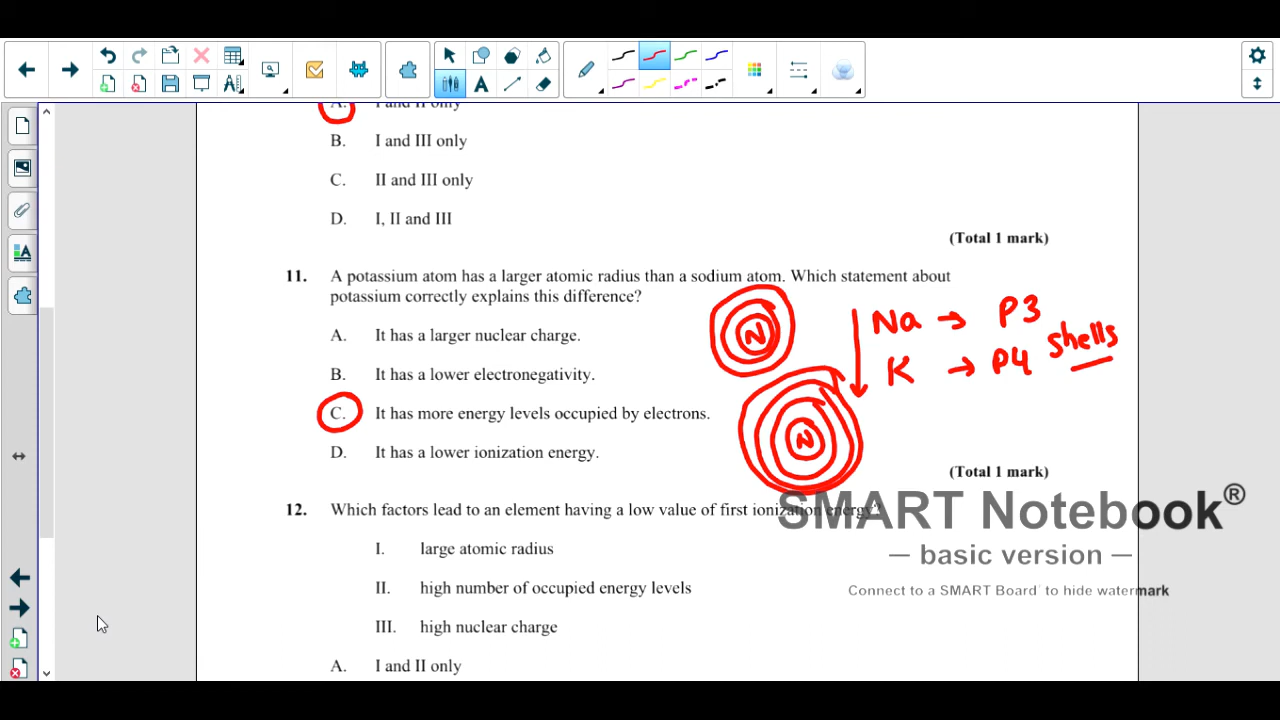 A. I and II only
B. I and III only
C. II and III only
D. I, II and III
(Total 1 mark)
11. A potassium atom has a larger atomic radius than a sodium atom. Which statement about
potassium correctly explains this difference?
A. It has a larger nuclear charge.
B. It has a lower electronegativity.
C. It has more energy levels occupied by electrons.
D. It has a lower ionization energy.
N
N
Na → P3
K → P4
shells
(Total 1 mark)
12. Which factors lead to an element having a low value of first ionization energy?
I. large atomic radius
II. high number of occupied energy levels
III. high nuclear charge
A. I and II only
SMART Notebook®
— basic version —
Connect to a SMART Board® to hide watermark